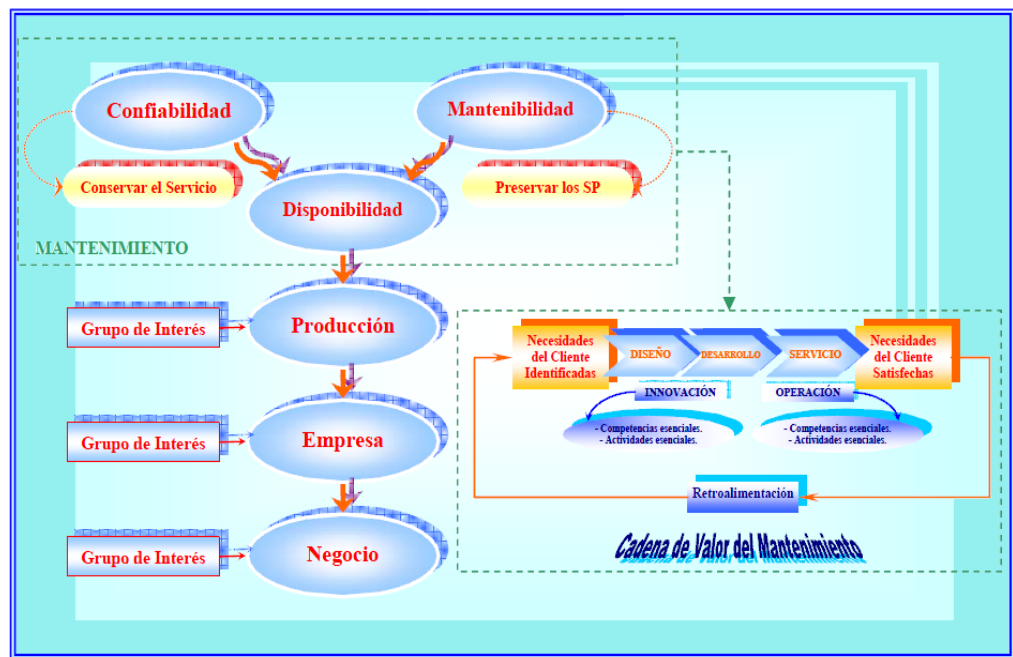 Confiabilidad
Mantenibilidad
Conservar el Servicio
Preservar los SP
Disponibilidad
MANTENIMIENTO
Grupo de Interés
Producción
Grupo de Interés
Empresa
Grupo de Interés
Negocio
Necesidades
del Cliente
Identificadas
DISEÑO
DESARROLLO
SERVICIO
Necesidades
del Cliente
Satisfechas
INNOVACIÓN
OPERACIÓN
- Competencias esenciales.
- Actividades esenciales.
- Competencias esenciales.
- Actividades esenciales.
Retroalimentación
Cadena de Valor del Mantenimiento